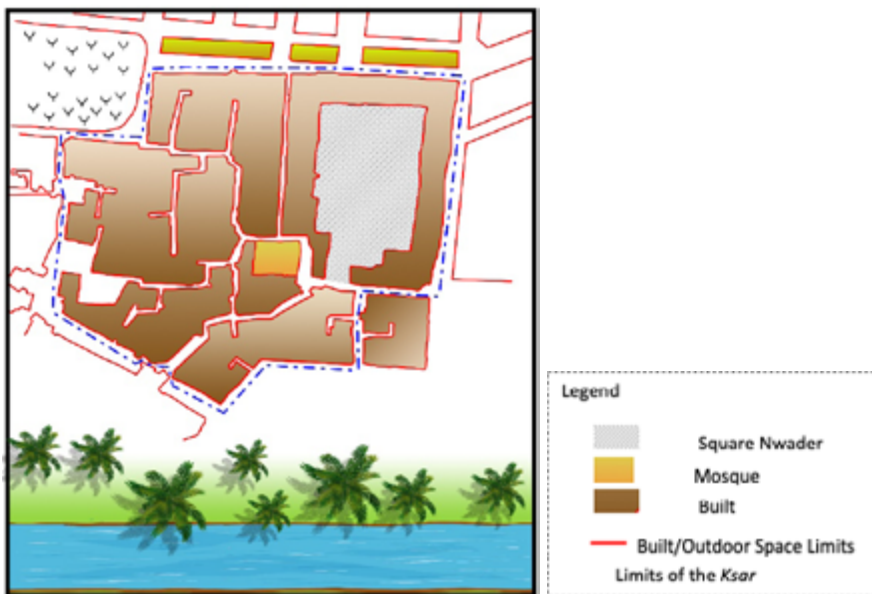 Legend
Square Nwader
Mosque
Built
Built/Outdoor Space Limits
Limits of the Ksar